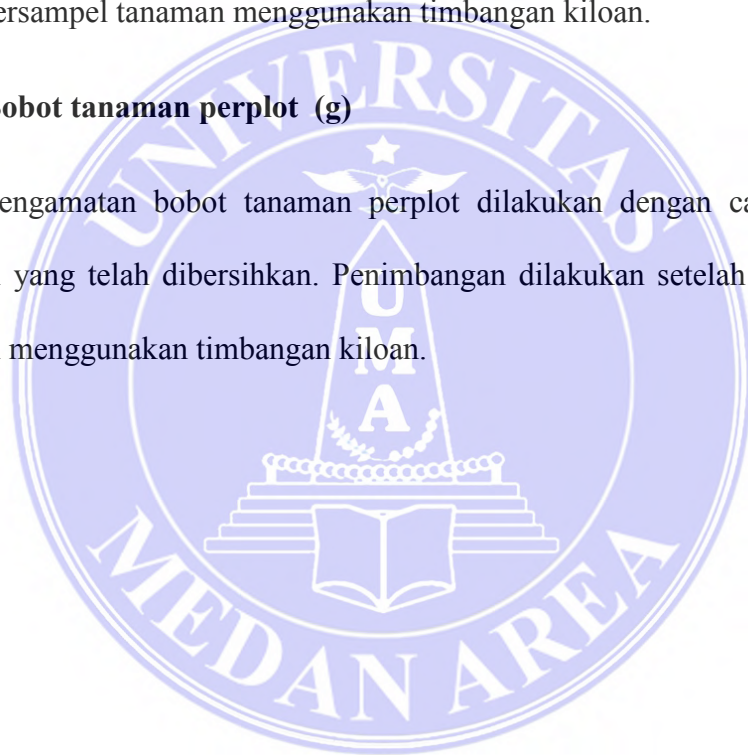 ersampel tanaman menggunakan timbangan kiloan.
obot tanaman perplot (g)
engamatan bobot tanaman perplot dilakukan dengan ca
yang telah dibersihkan. Penimbangan dilakukan setelah
menggunakan timbangan kiloan.
UNIVERSITAS
UMA
MEDAN AREA